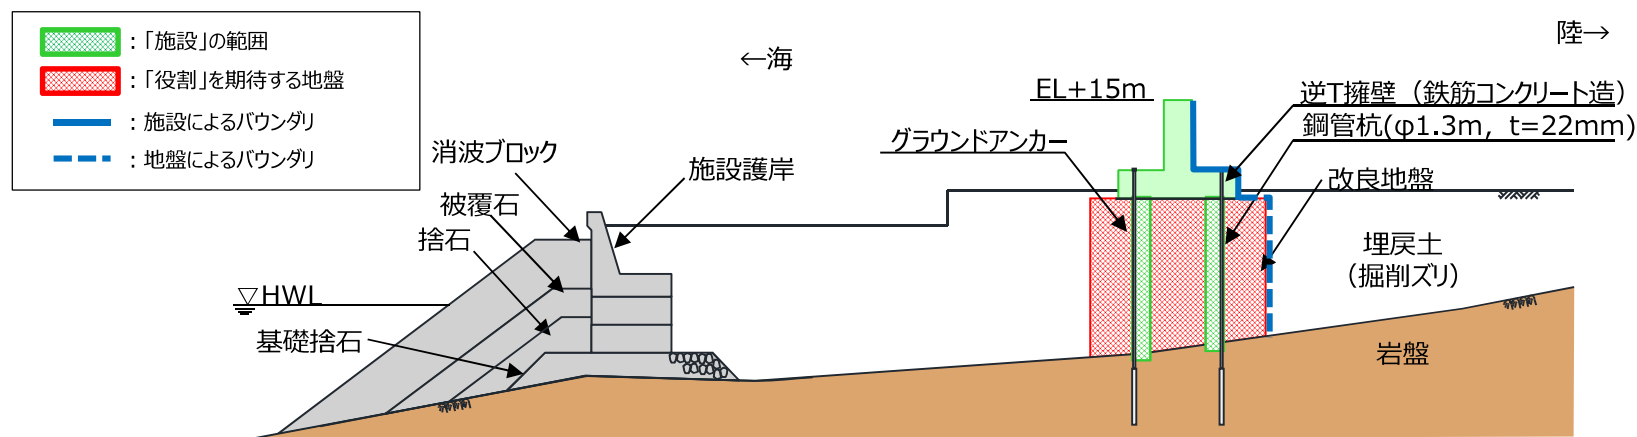 ：「施設」の範囲
：「役割」を期待する地盤
：施設によるバウンダリ
：地盤によるバウンダリ
←海
陸→
EL+15m
逆T擁壁（鉄筋コンクリート造）
鋼管杭(φ1.3m, t=22mm)
グラウンドアンカー
改良地盤
消波ブロック
施設護岸
被覆石
捨石
▽HWL
基礎捨石
埋戻土
（掘削ズリ）
岩盤